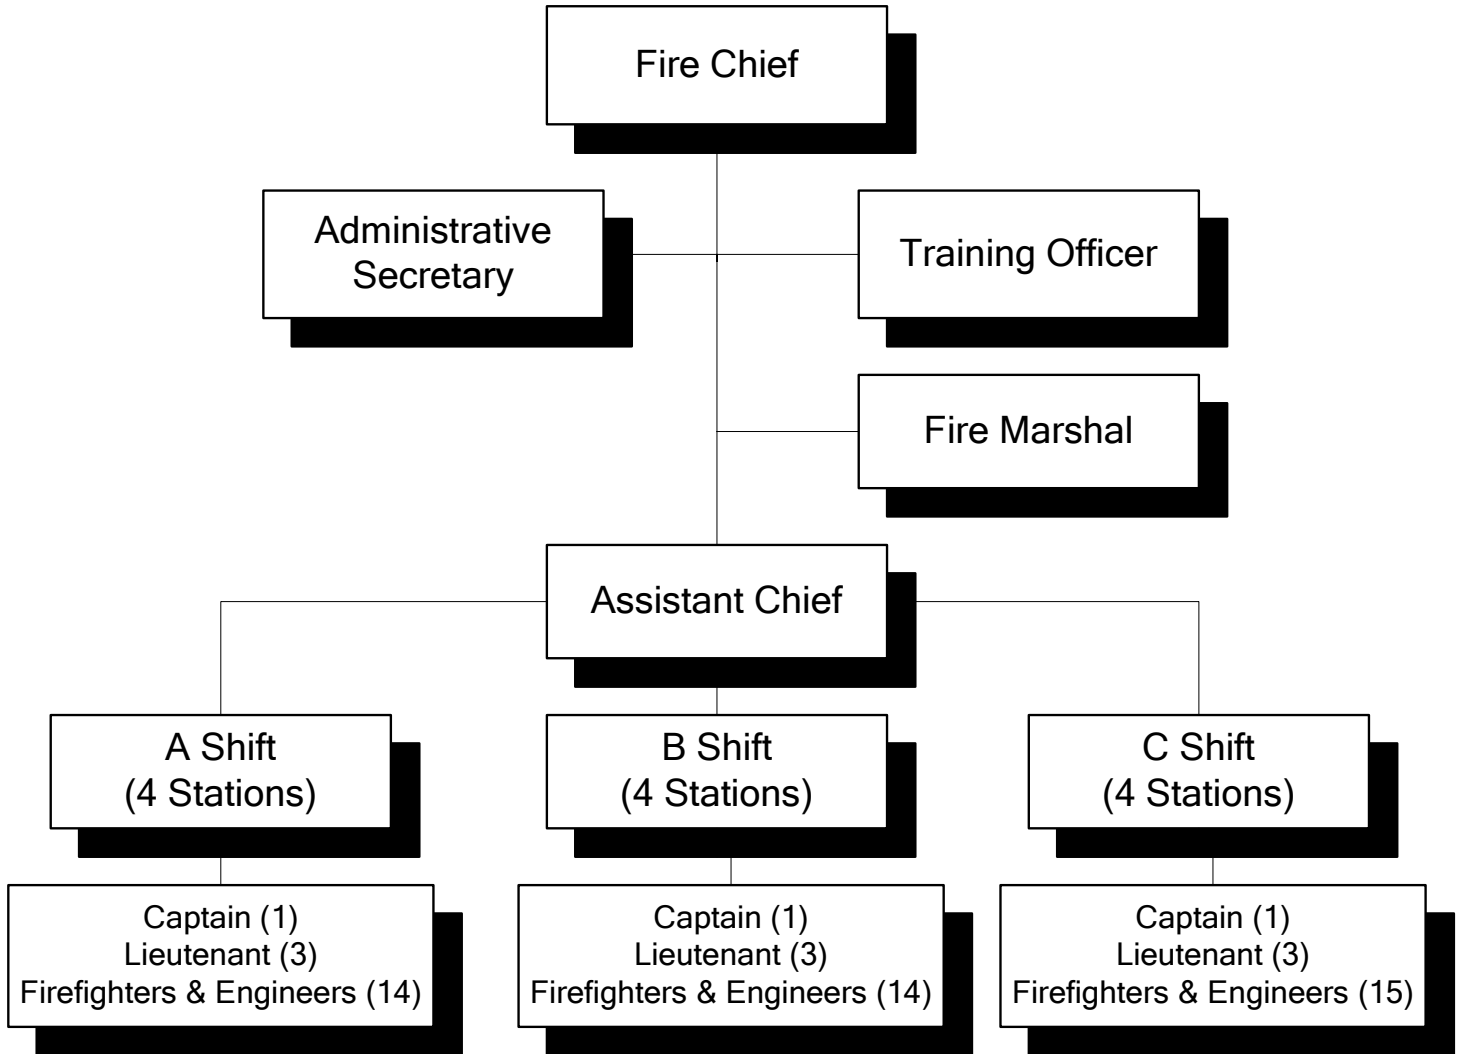 Fire Chief
Administrative
Secretary
Training Officer
Fire Marshal
Assistant Chief
A Shift
(4 Stations)
B Shift
(4 Stations)
C Shift
(4 Stations)
Captain (1)
Lieutenant (3)
Firefighters & Engineers (14)
Captain (1)
Lieutenant (3)
Firefighters & Engineers (14)
Captain (1)
Lieutenant (3)
Firefighters & Engineers (15)